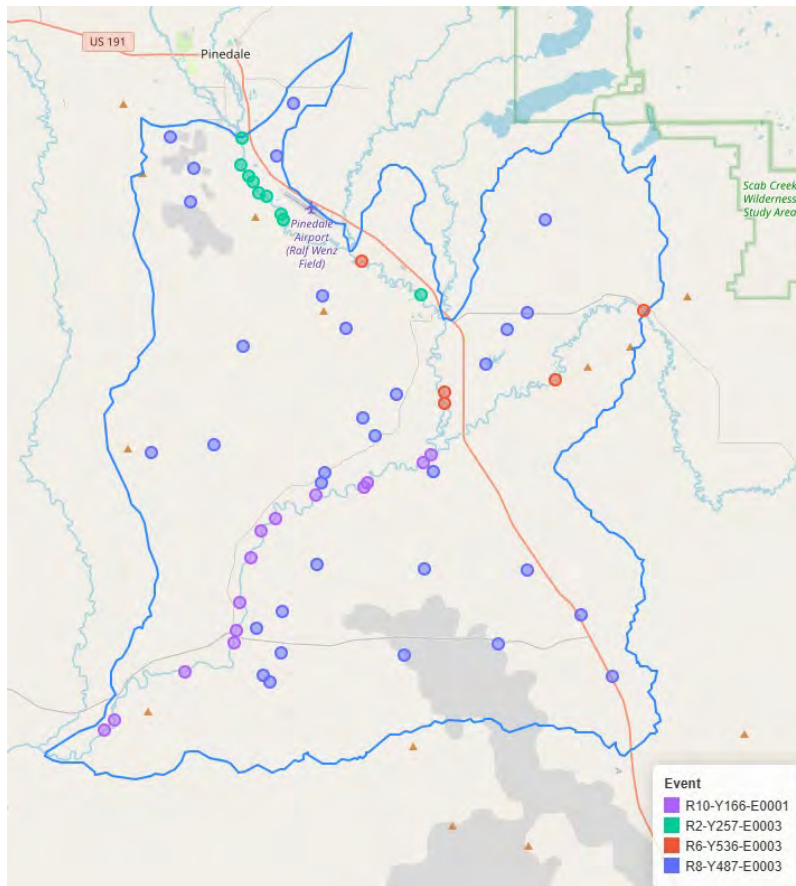 US 191
Pinedale
Scab Creek
Wilderness
Study Area
Pinedale
Airport
(Ralf Wenz
Field)
Event
R10-Y166-E0001
R2-Y257-E0003
R6-Y536-E0003
R8-Y487-E0003